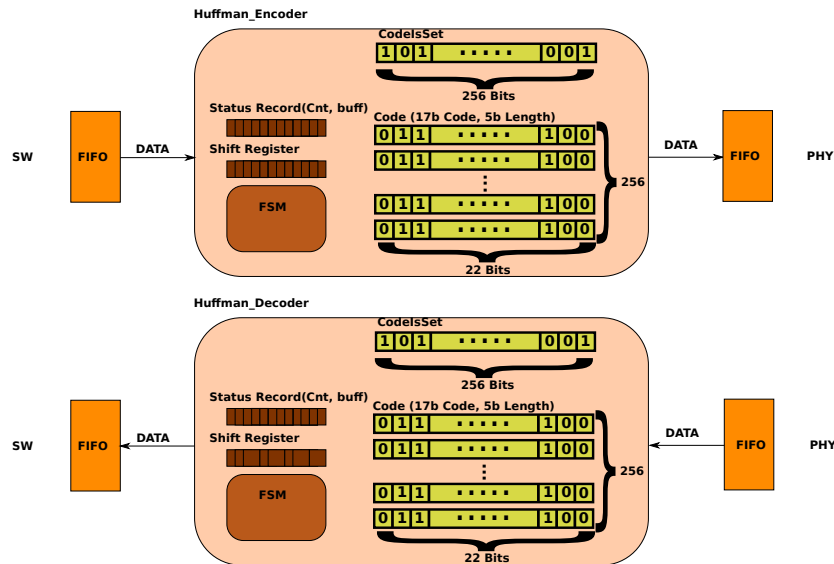 Huffman_Encoder
CodeIsSet
1 0 1 ..... 0 0 1
256 Bits
Status Record(Cnt, buff)
Code (17b Code, 5b Length)
0 1 1 ..... 1 0 0
Shift Register
0 1 1 ..... 1 0 0
SW
FIFO
DATA
DATA
FIFO
PHY
256
FSM
0 1 1 ..... 1 0 0
0 1 1 ..... 1 0 0
22 Bits
Huffman_Decoder
CodeIsSet
1 0 1 ..... 0 0 1
256 Bits
Status Record(Cnt, buff)
Code (17b Code, 5b Length)
0 1 1 ..... 1 0 0
Shift Register
0 1 1 ..... 1 0 0
SW
FIFO
DATA
DATA
FIFO
PHY
256
FSM
0 1 1 ..... 1 0 0
0 1 1 ..... 1 0 0
22 Bits